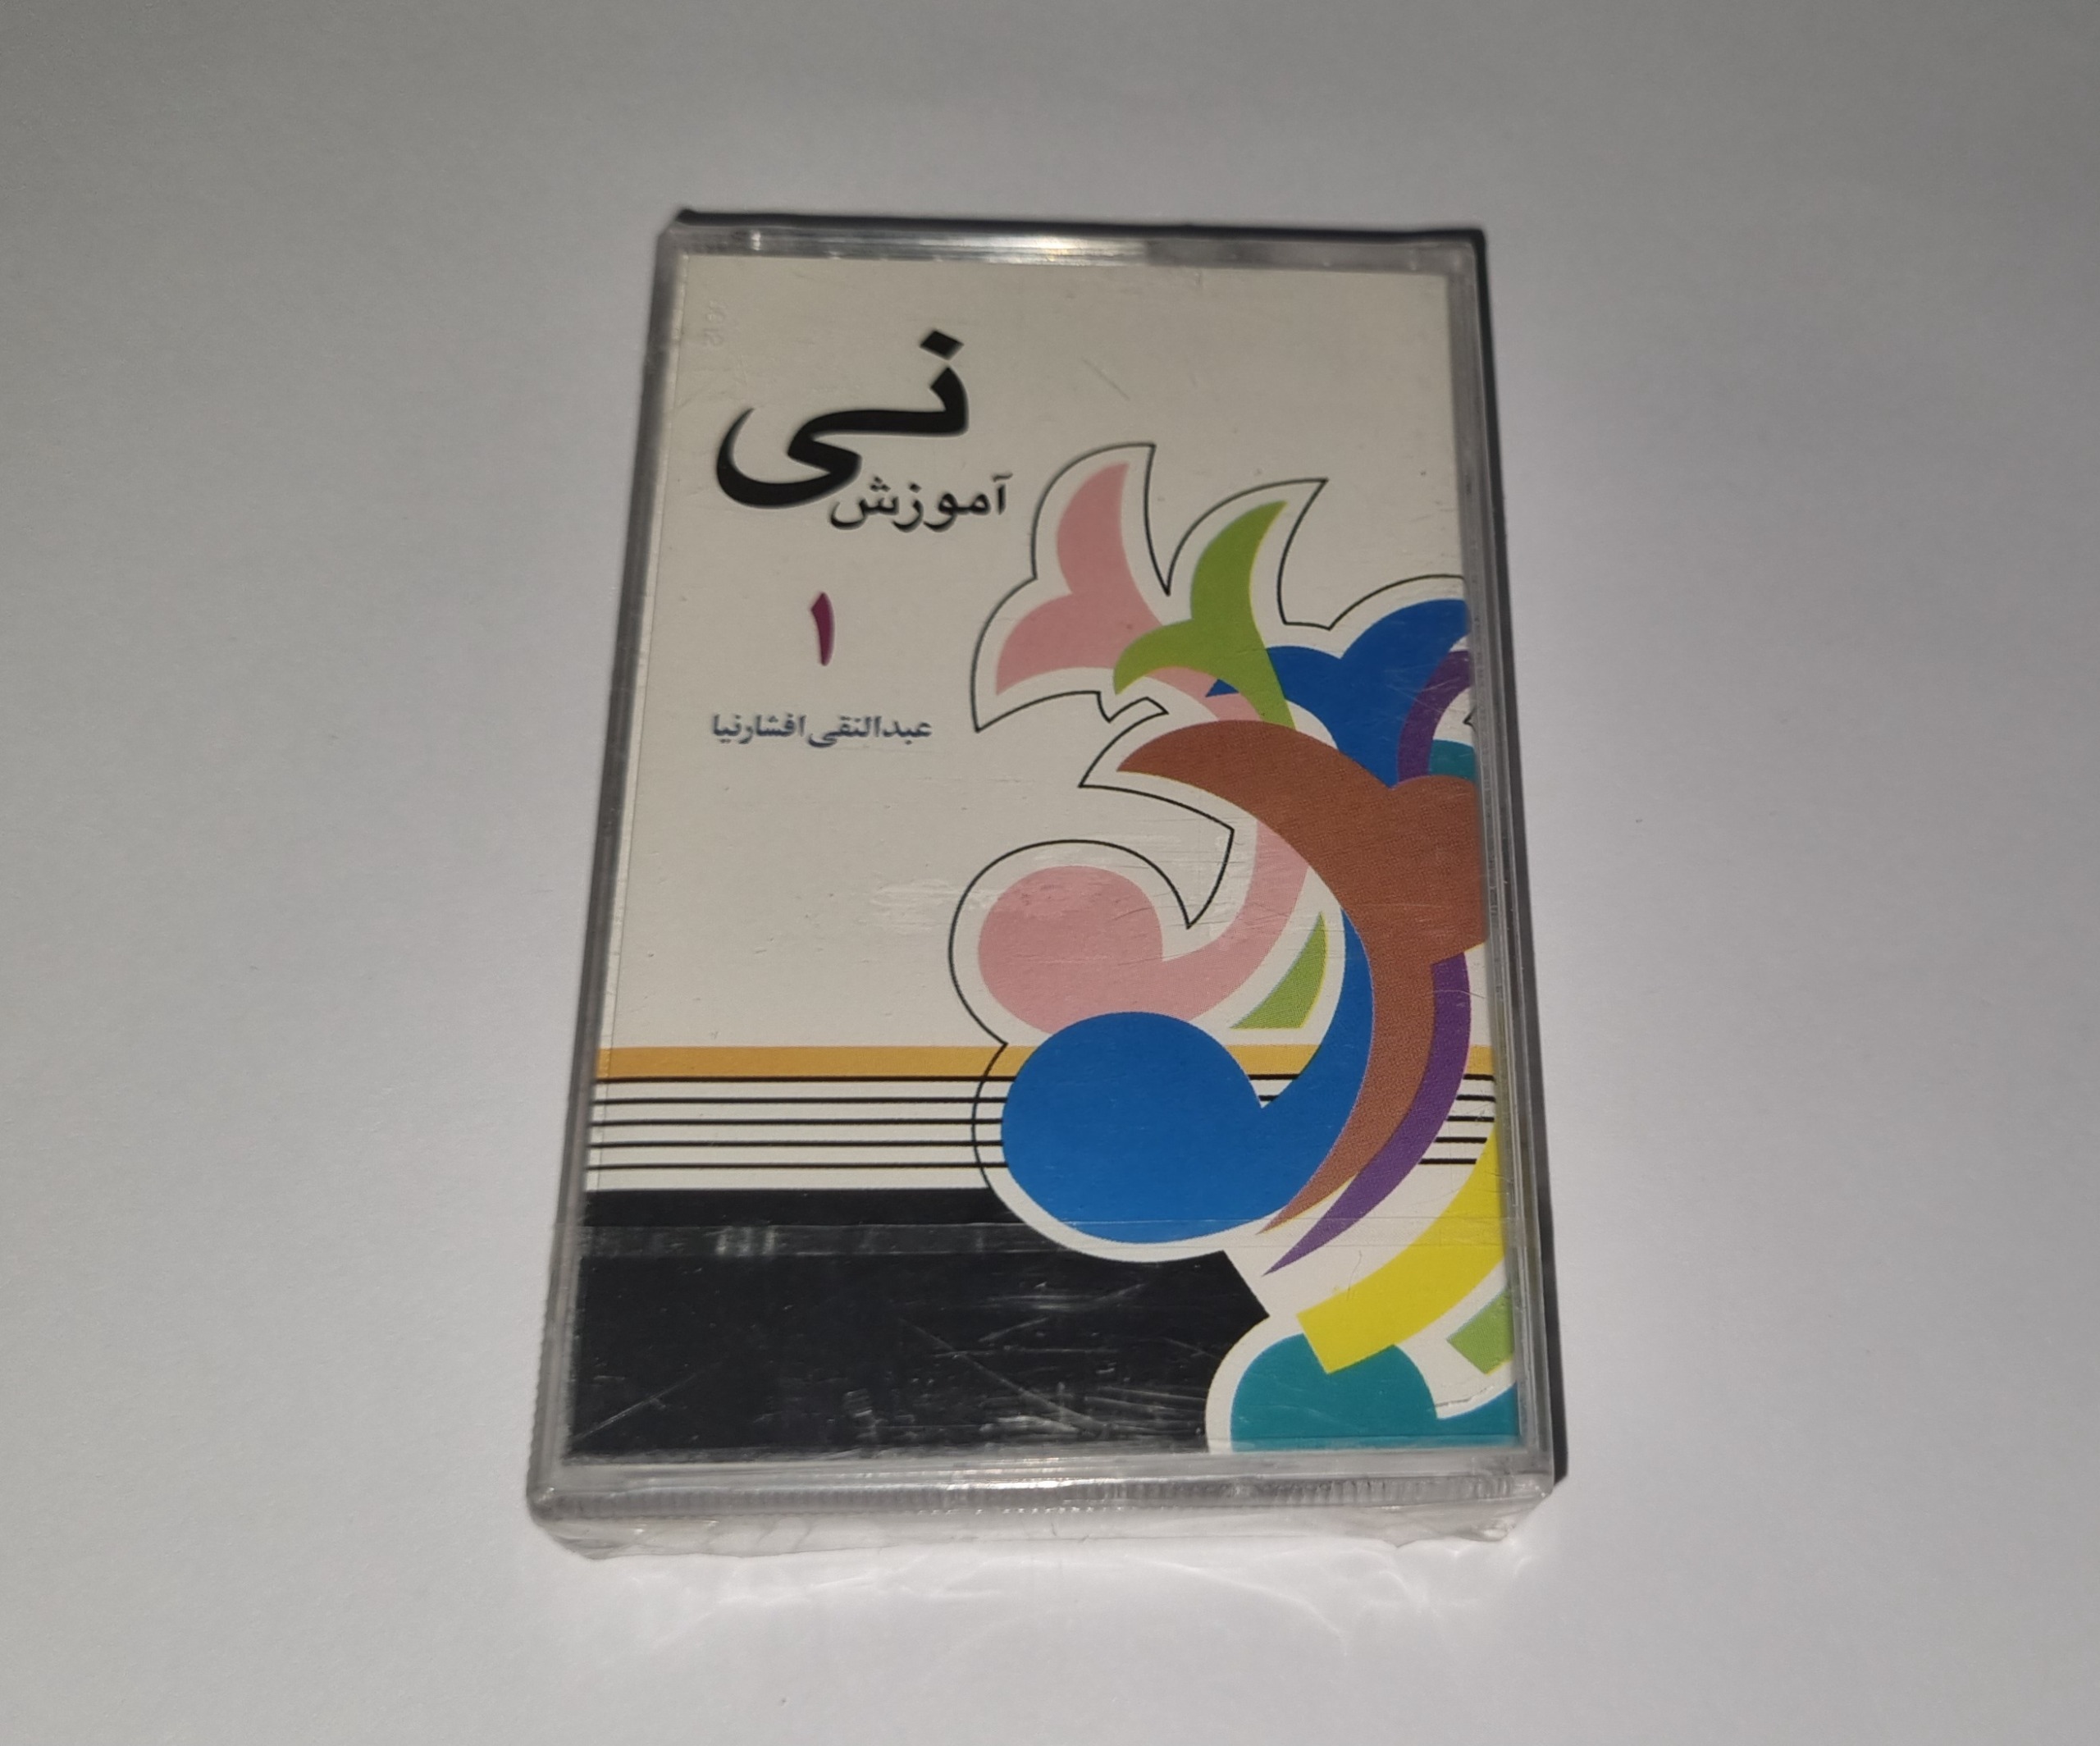 نی
آموزش
۱
عبدالنقی افشارنیا